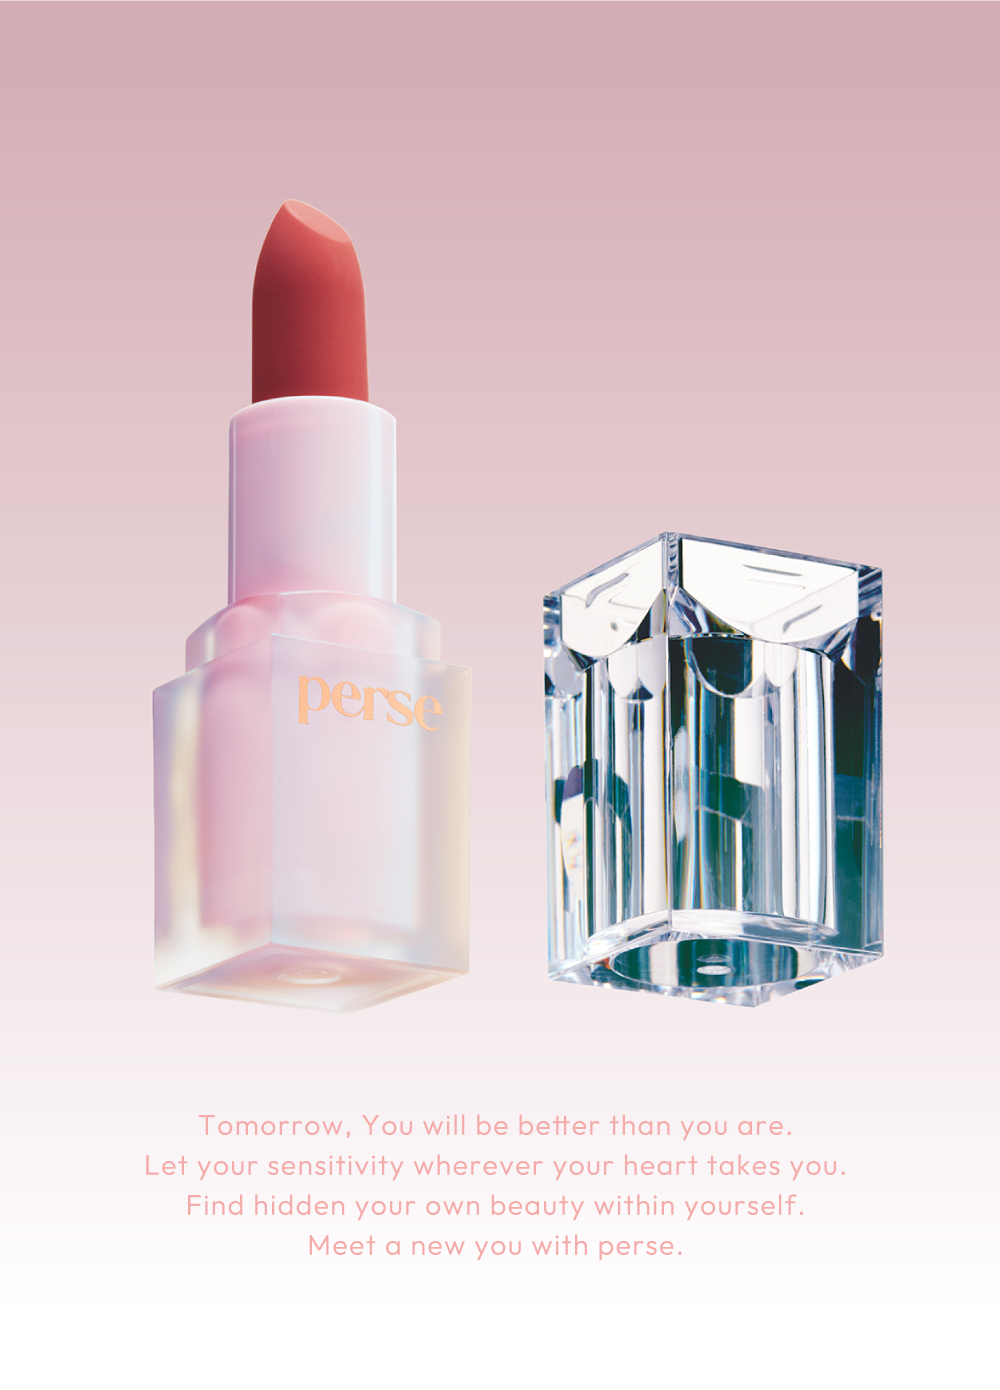 perse
Tomorrow, You will be better than you are.
Let your sensitivity wherever your heart takes you.
Find hidden your own beauty within yourself.
Meet a new you with perse.